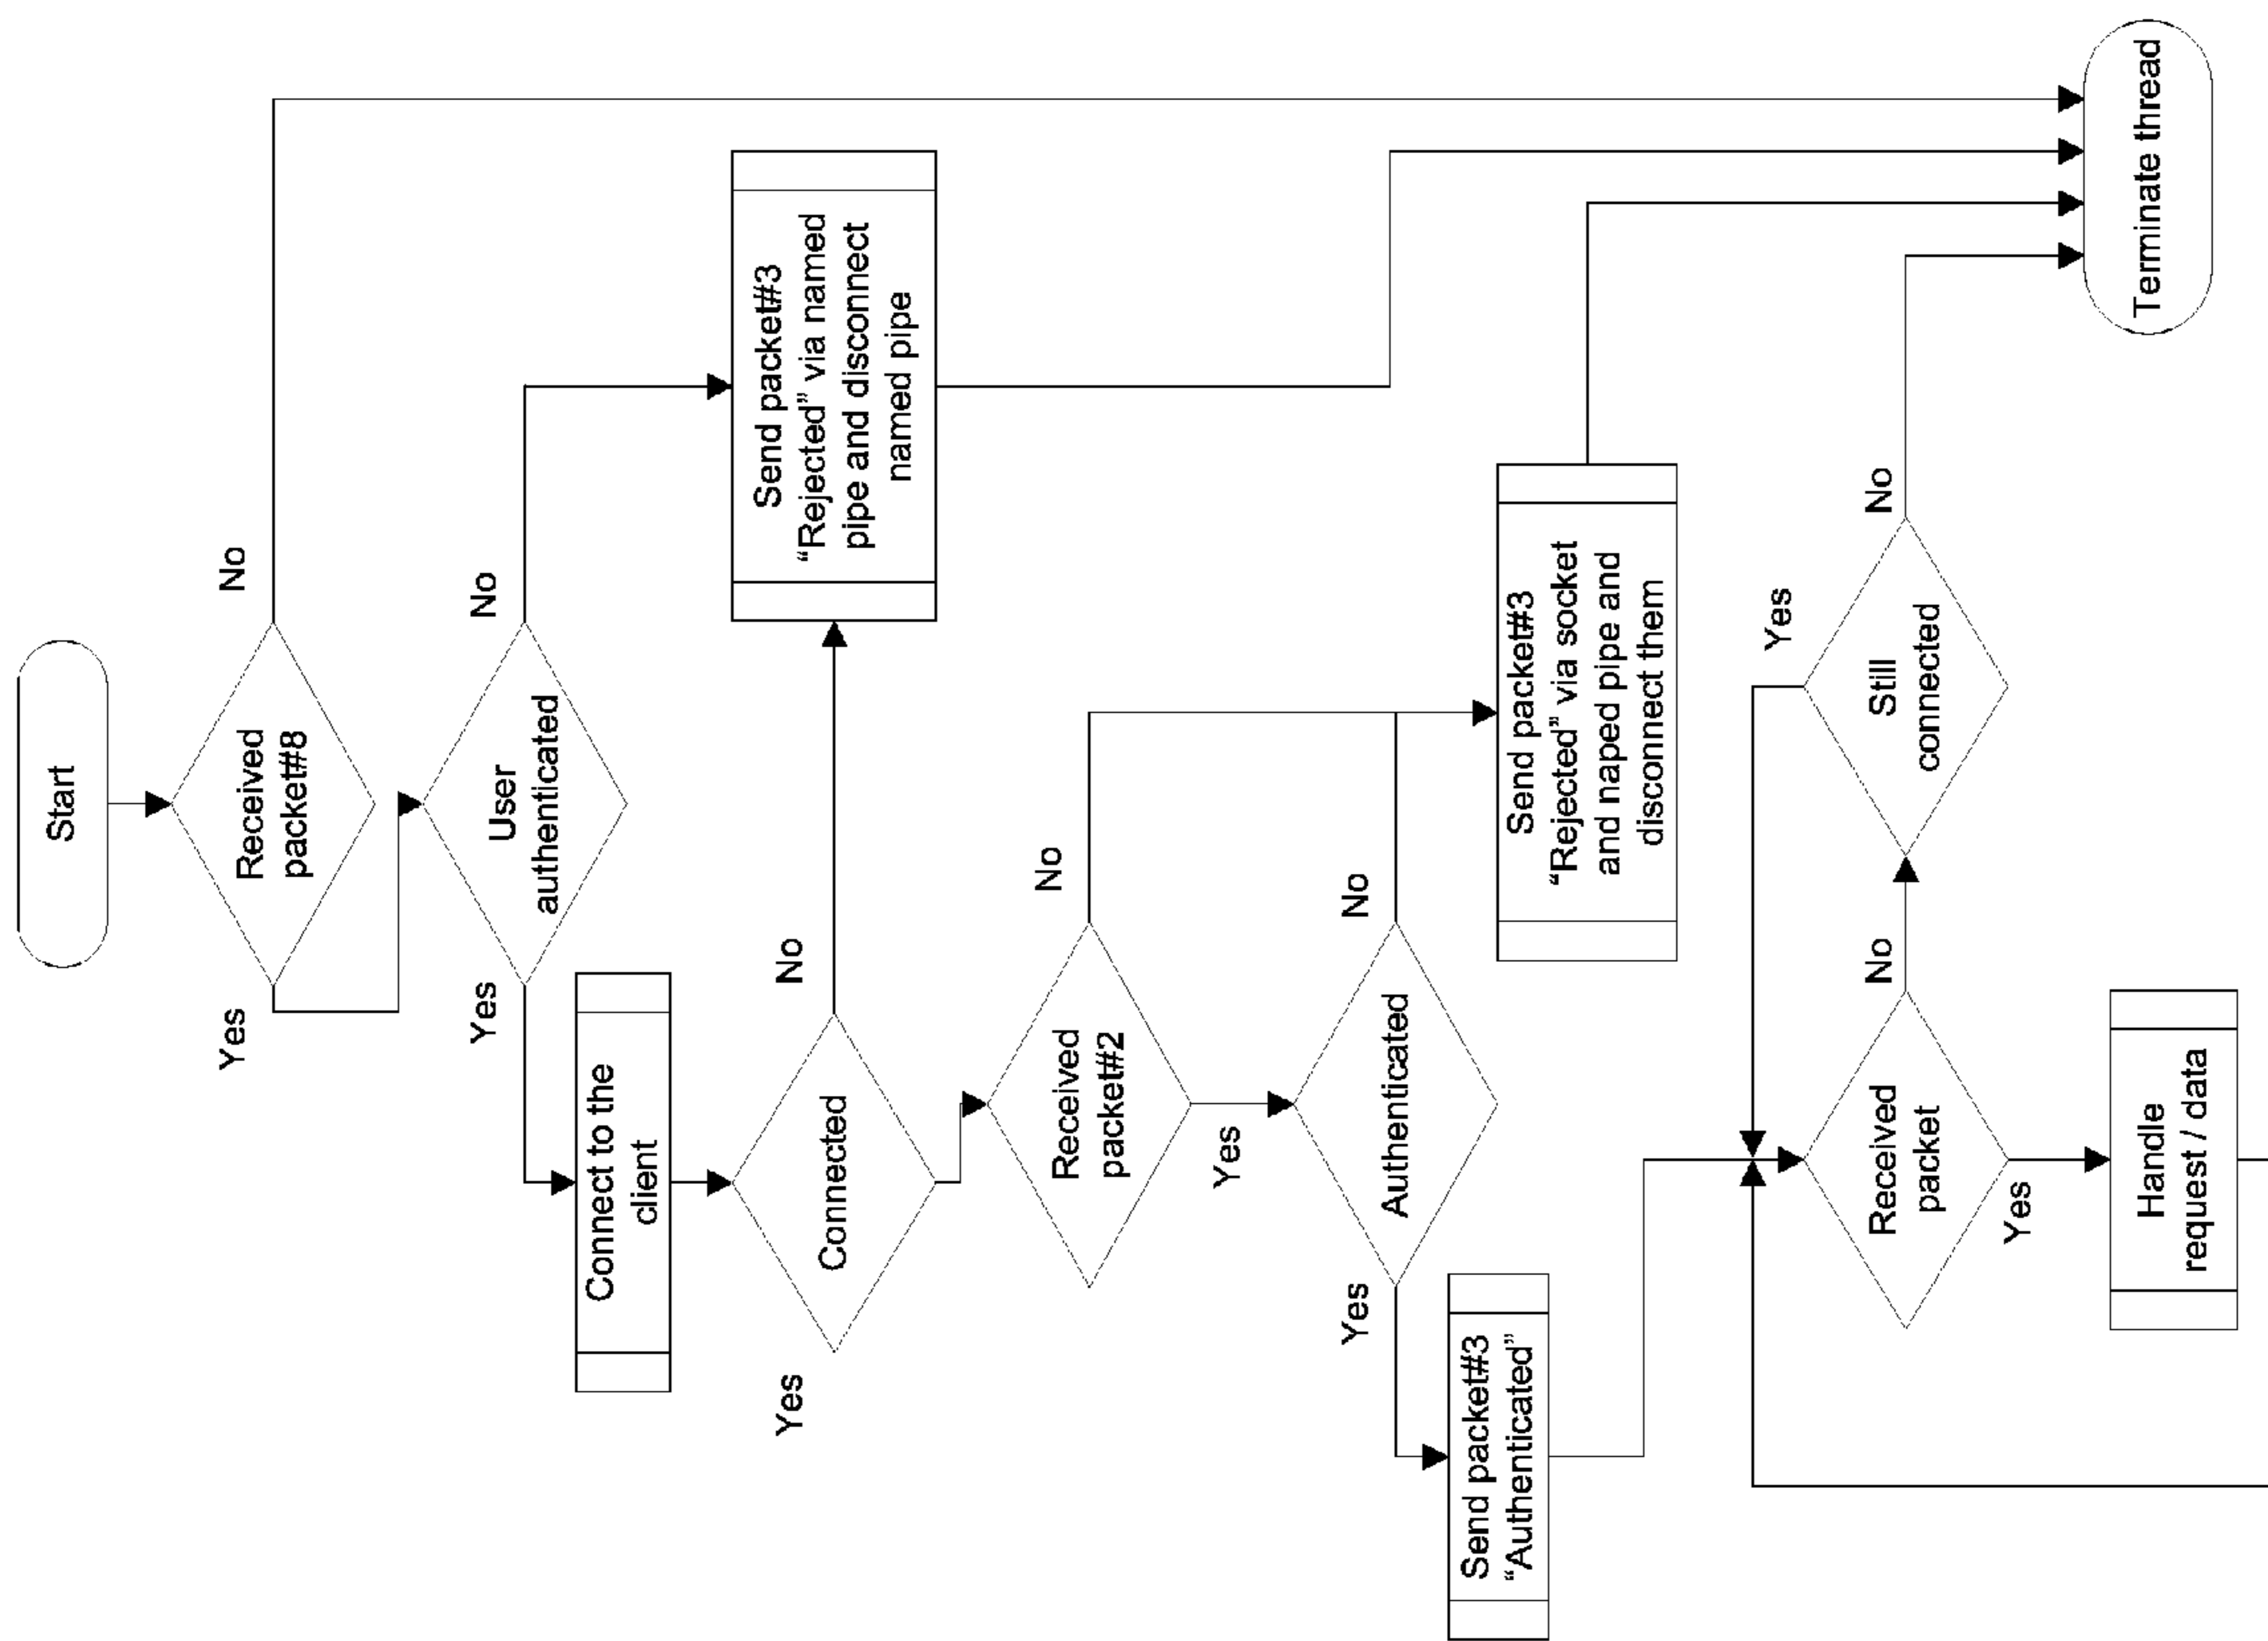 Start
Received
packet#8
No
Yes
User
authenticated
No
Yes
Connect to the
client
Send packet#3
“Rejected” via named
pipe and disconnect
named pipe
Connected
No
Yes
Received
packet#2
No
Yes
Authenticated
No
Yes
Send packet#3
“Authenticated”
Send packet#3
“Rejected” via socket
and naped pipe and
disconnect them
Received
packet
No
Yes
Still
connected
Yes
No
Handle
request / data
Terminate thread